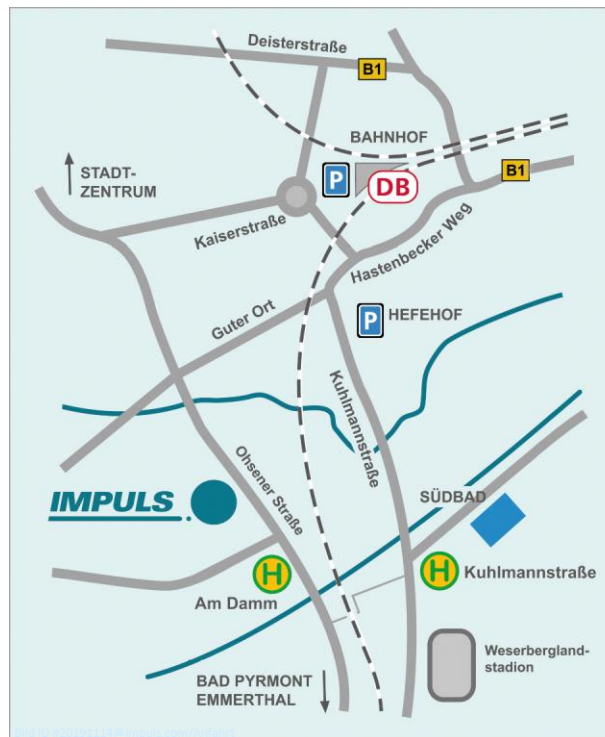 Deisterstraße
B1
BAHNHOF
P
DB
B1
STADT-
ZENTRUM
Kaiserstraße
Hastenbecker Weg
Guter Ort
P
HEFEHOF
Kuhlmannstraße
Ohsener Straße
IMPULS
SÜDBAD
H
Am Damm
H
Kuhlmannstraße
Weserbergland-
stadion
BAD PYRMONT
EMMERTHAL